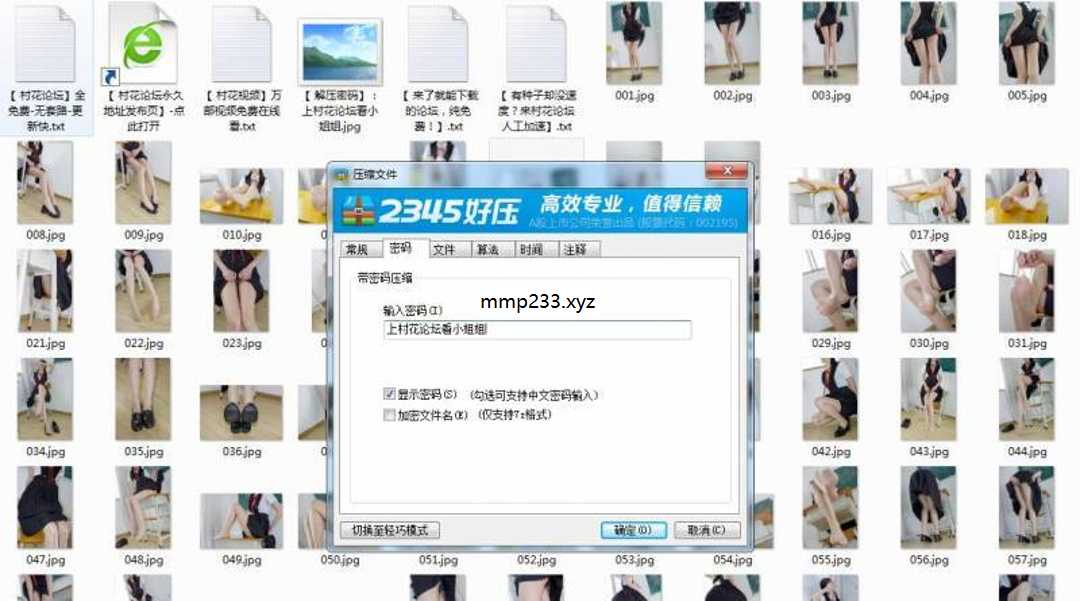 【 村花论坛】全
免费-无套路-更
新快.txt
【 村花论坛永久
地址发布页】-点
此打开
【 村花视频】万
部视频免费在线
看.txt
【 解压密码】：
上村花论坛看小
姐姐.jpg
【 来了就能下载
的论坛，纯免
费！】.txt
【 有种子却没速
度？来村花论坛
人工加速】.txt
001.jpg
002.jpg
003.jpg
004.jpg
005.jpg
008.jpg
009.jpg
010.jpg
压缩文件
2345好压
高效专业，值得信赖
A股上市公司荣誉出品 (股票代码：002195)
016.jpg
017.jpg
018.jpg
常规
密码
文件
算法
时间
注释
带密码压缩
输入密码(I)
mmp233.xyz
上村花论坛看小姐姐
021.jpg
022.jpg
023.jpg
029.jpg
030.jpg
031.jpg
显示密码(S) (勾选可支持中文密码输入)
加密文件名(E) (仅支持7z格式)
034.jpg
035.jpg
036.jpg
042.jpg
043.jpg
044.jpg
切换至轻巧模式
确定(O)
取消(C)
047.jpg
048.jpg
049.jpg
050.jpg
051.jpg
052.jpg
053.jpg
054.jpg
055.jpg
056.jpg
057.jpg